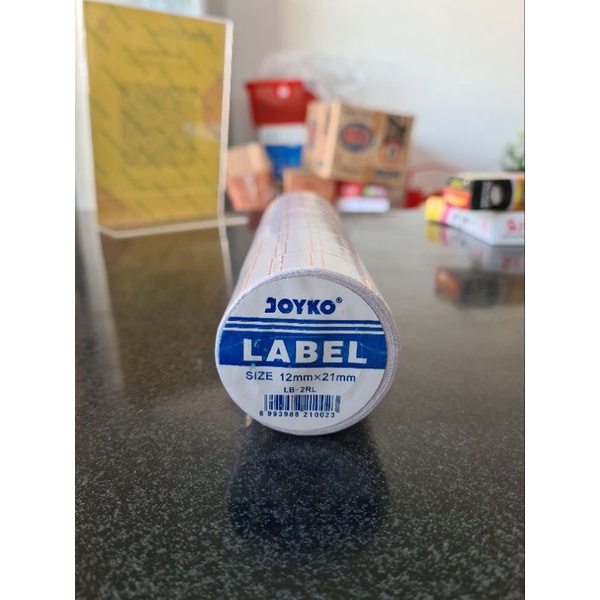 JOYKO®
LABEL
SIZE 12mm×21mm
LB-2RL
8 993988 210023